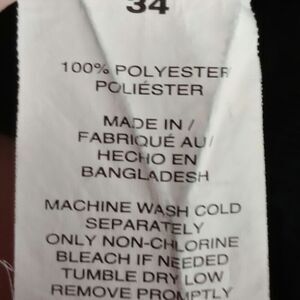 34
100% POLYESTER
POLIÉSTER
MADE IN /
FABRIQUÉ AU/
HECHO EN
BANGLADESH
MACHINE WASH COLD
SEPARATELY
ONLY NON-CHLORINE
BLEACH IF NEEDED
TUMBLE DRY LOW
REMOVE PROMPTLY